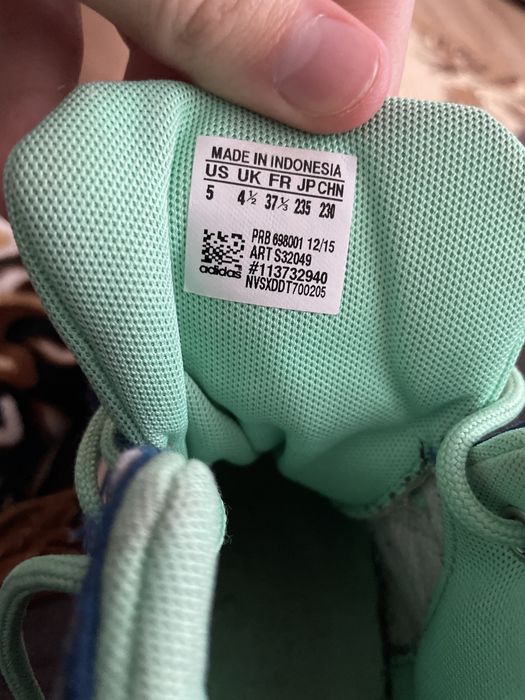 MADE IN INDONESIA
US UK FR JP CHN
5 4½ 37⅓ 235 230
PRB 698001 12/15
ART S32049
#113732940
adidas
NVSXDDT700205